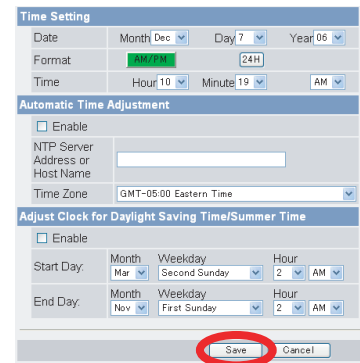 Time Setting
Date Month Dec Day 7 Year 06
Format AM/PM 24H
Time Hour 10 Minute 19 AM
Automatic Time Adjustment
Enable
NTP Server
Address or
Host Name
Time Zone GMT-05:00 Eastern Time
Adjust Clock for Daylight Saving Time/Summer Time
Enable
Month Weekday Hour
Start Day: Mar Second Sunday 2 AM
Month Weekday Hour
End Day: Nov First Sunday 2 AM
Save Cancel